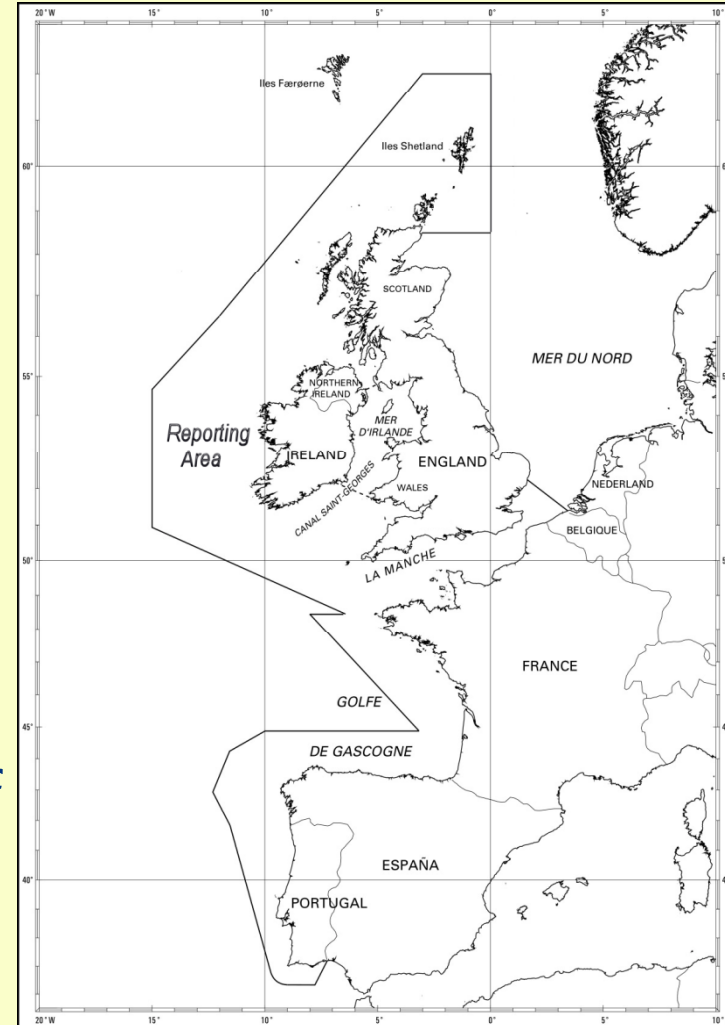 20° W 15° 10° 5° 0° 5° 10°
Iles Færøerne
Iles Shetland
60°
SCOTLAND
MER DU NORD
55°
NORTHERN
IRELAND
MER
D'IRLANDE
Reporting
Area
IRELAND
ENGLAND
NEDERLAND
WALES
CANAL SAINT-GEORGES
BELGIQUE
50°
LA MANCHE
FRANCE
GOLFE
45°
DE GASCOGNE
ESPAÑA
40°
PORTUGAL
20° W 15° 10° 5° 0° 5° 10°